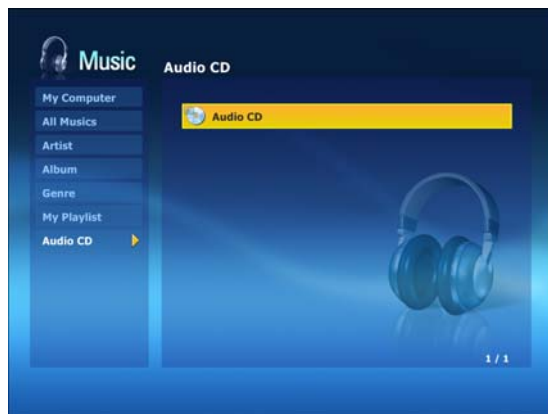 Music
Audio CD
My Computer
All Musics
Artist
Album
Genre
My Playlist
Audio CD
Audio CD
1 / 1